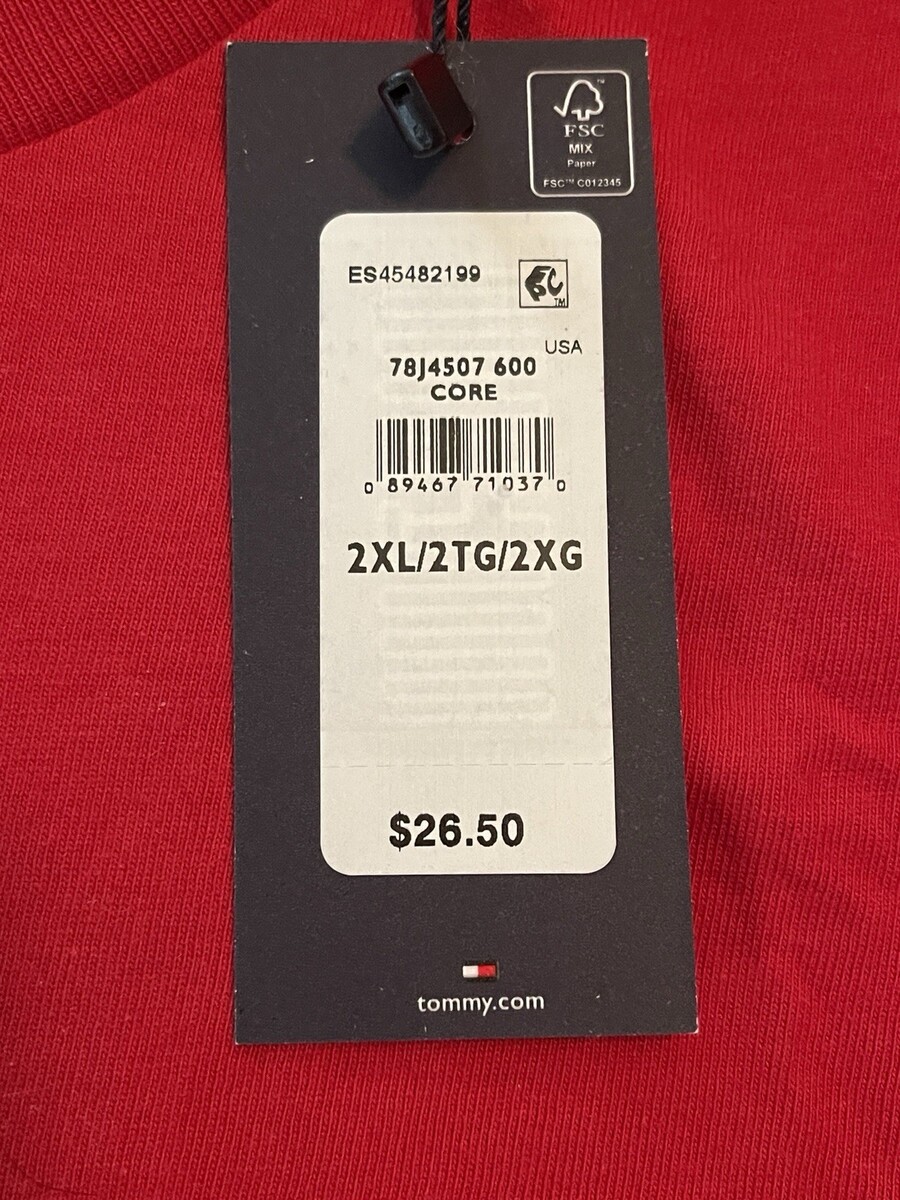 FSC
MIX
Paper
FSC™ C012345
ES45482199
TM
USA
78J4507 600
CORE
0 89467 71037 0
2XL/2TG/2XG
$26.50
tommy.com